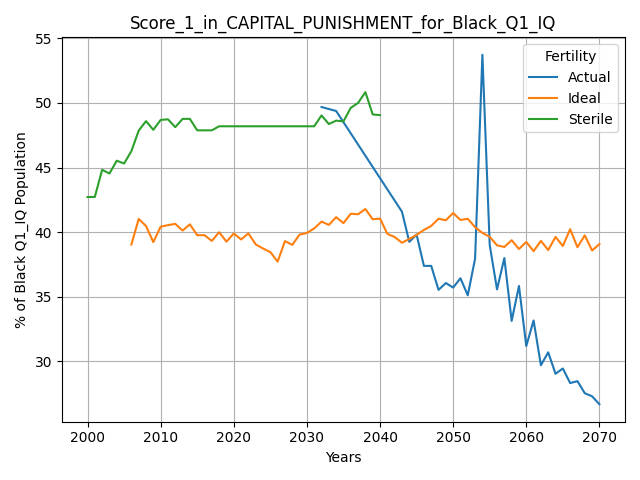 Score_1_in_CAPITAL_PUNISHMENT_for_Black_Q1_IQ
Fertility
Actual
Ideal
Sterile
% of Black Q1_IQ Population
55
50
45
40
35
30
2000 2010 2020 2030 2040 2050 2060 2070
Years